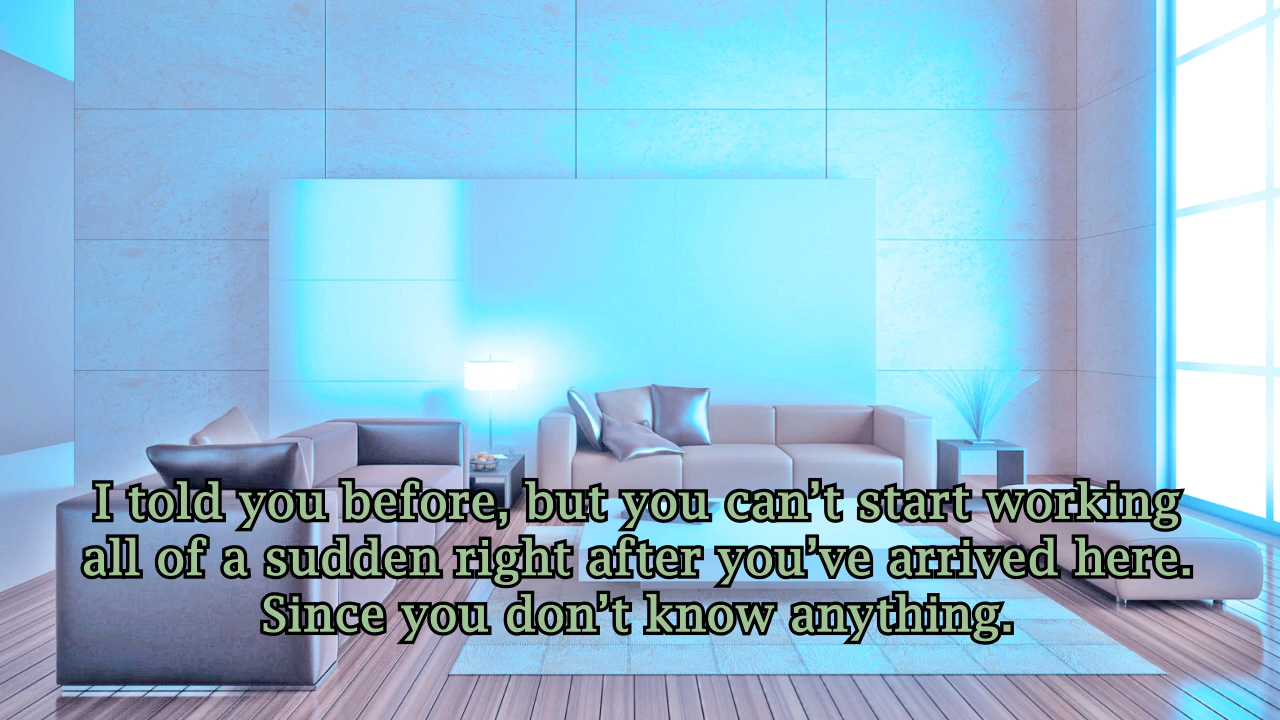 I told you before, but you can’t start working
all of a sudden right after you’ve arrived here.
Since you don’t know anything.